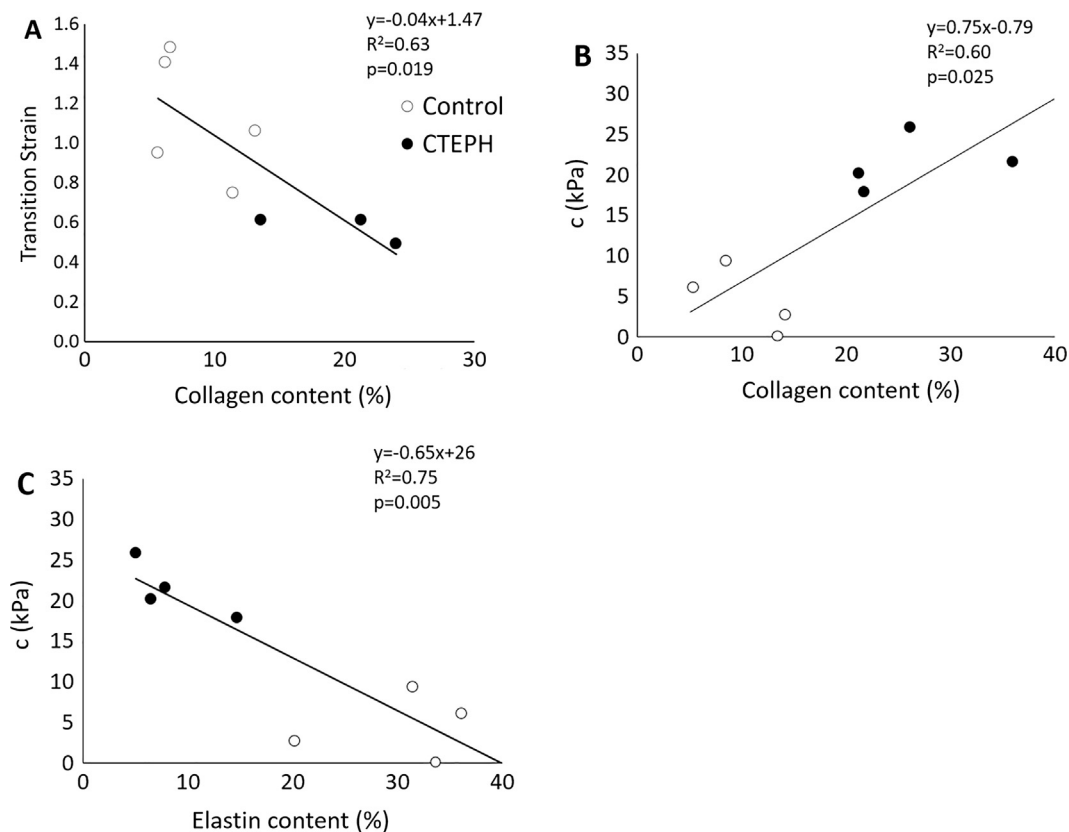 A
y=-0.04x+1.47
R²=0.63
p=0.019
Control
CTEPH
Transition Strain
1.6
1.4
1.2
1.0
0.8
0.6
0.4
0.2
0.0
0 10 20 30
Collagen content (%)
B
y=0.75x-0.79
R²=0.60
p=0.025
c (kPa)
35
30
25
20
15
10
5
0
0 10 20 30 40
Collagen content (%)
C
y=-0.65x+26
R²=0.75
p=0.005
c (kPa)
35
30
25
20
15
10
5
0
0 10 20 30 40
Elastin content (%)